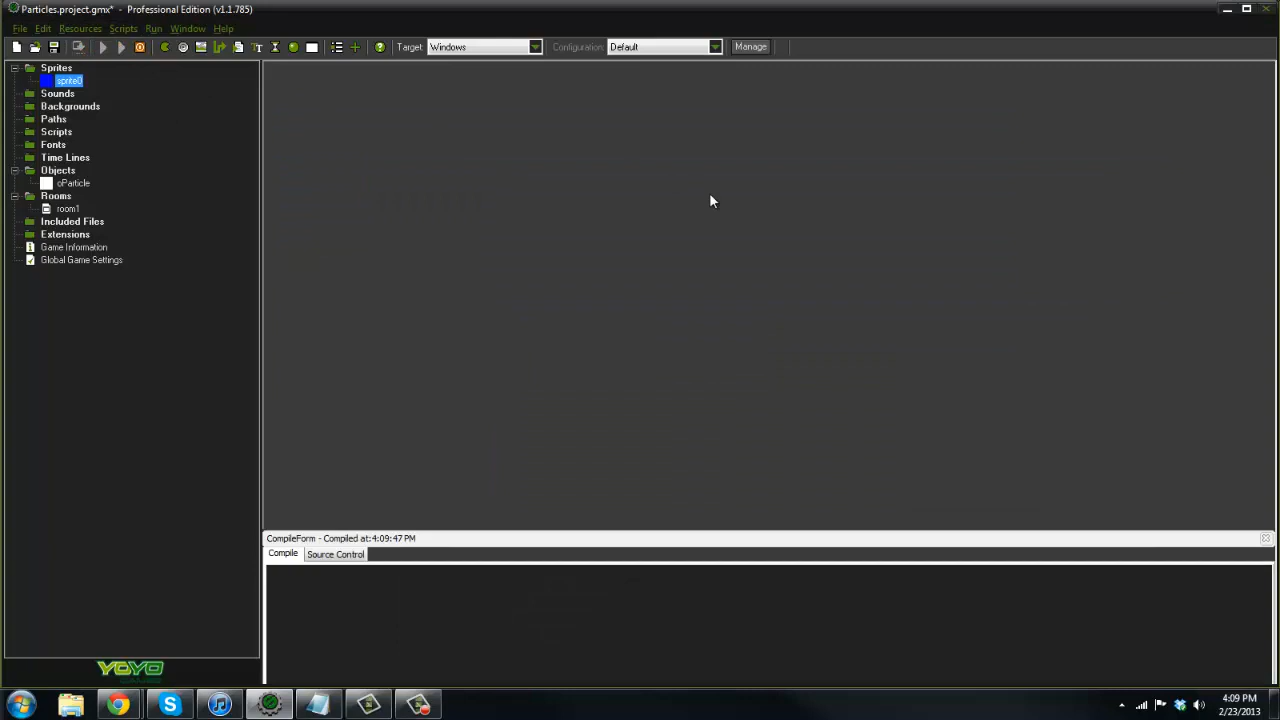 Particles.project.gmx* - Professional Edition (v1.1.785)
File Edit Resources Scripts Run Window Help
Target: Windows Configuration: Default Manage
Sprites
sprite0
Sounds
Backgrounds
Paths
Scripts
Fonts
Time Lines
Objects
oParticle
Rooms
room1
Included Files
Extensions
Game Information
Global Game Settings
CompileForm - Compiled at:4:09:47 PM
Compile Source Control
YOYO
GAMES
4:09 PM
2/23/2013